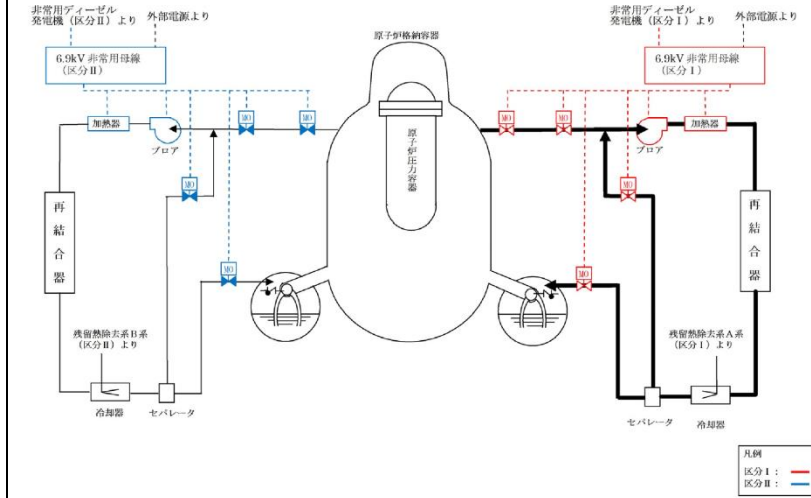 非常用ディーゼル
発電機(区分Ⅱ)より
外部電源より
6.9kV 非常用母線
(区分Ⅱ)
加熱器
ブロア
MO
MO
MO
MO
再結合器
残留熱除去系B系
(区分Ⅱ)より
冷却器
セパレータ
原子炉格納容器
原子炉圧力容器
非常用ディーゼル
発電機(区分Ⅰ)より
外部電源より
6.9kV 非常用母線
(区分Ⅰ)
MO
MO
ブロア
加熱器
MO
MO
再結合器
残留熱除去系A系
(区分Ⅰ)より
セパレータ
冷却器
凡例
区分Ⅰ:
区分Ⅱ: